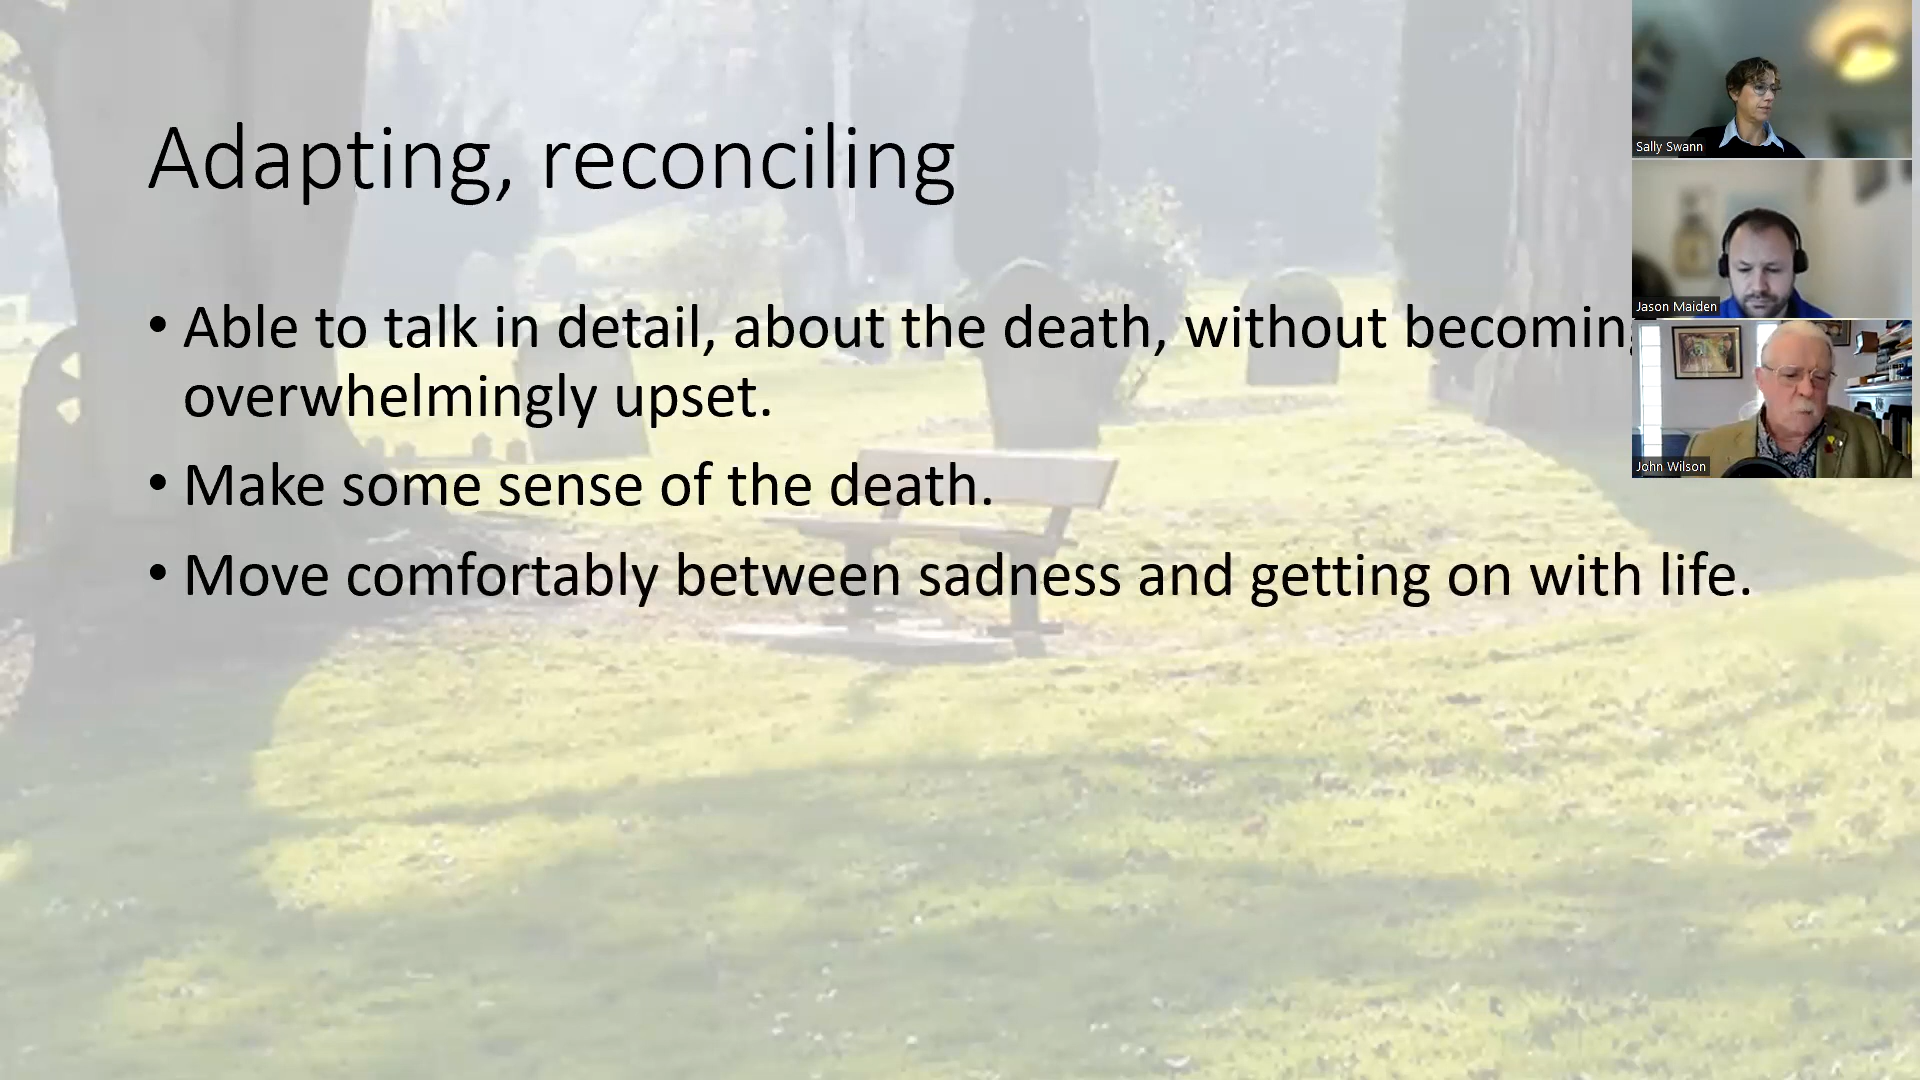 Adapting, reconciling
• Able to talk in detail, about the death, without becoming
overwhelmingly upset.
• Make some sense of the death.
• Move comfortably between sadness and getting on with life.
Sally Swann
Jason Maiden
John Wilson